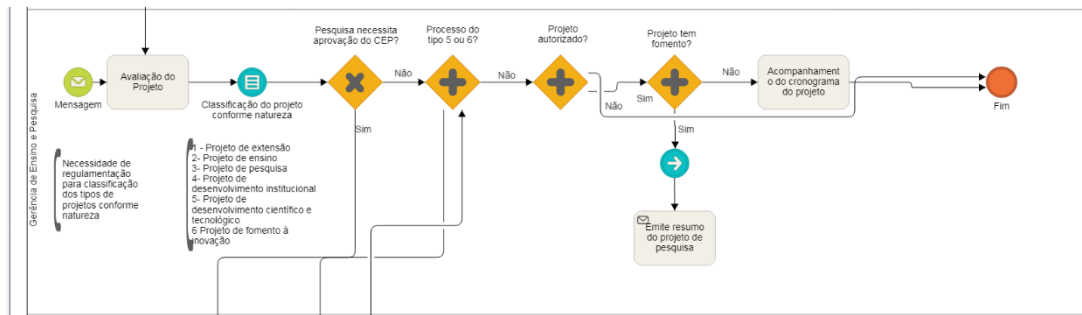 Gerência de Ensino e Pesquisa
Mensagem
Avaliação do
Projeto
Classificação do projeto
conforme natureza
Pesquisa necessita
aprovação do CEP?
Não
Sim
Processo do
tipo 5 ou 6?
Não
Projeto
autorizado?
Não
Sim
Projeto tem
fomento?
Não
Sim
Acompanhament
o do cronograma
do projeto
Fim
Emite resumo
do projeto de
pesquisa
Necessidade de
regulamentação
para classificação
dos tipos de
projetos conforme
natureza
1 - Projeto de extensão
2- Projeto de ensino
3- Projeto de pesquisa
4- Projeto de
desenvolvimento institucional
5- Projeto de
desenvolvimento científico e
tecnológico
6 Projeto de fomento à
inovação